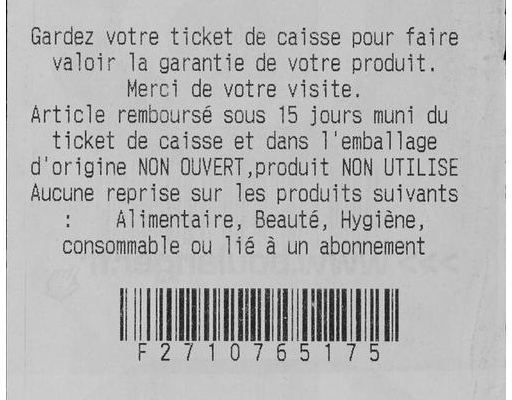 Gardez votre ticket de caisse pour faire
valoir la garantie de votre produit.
Merci de votre visite.
Article remboursé sous 15 jours muni du
ticket de caisse et dans l'emballage
d'origine NON OUVERT,produit NON UTILISE
Aucune reprise sur les produits suivants
: Alimentaire, Beauté, Hygiène,
consommable ou lié à un abonnement
F2710765175